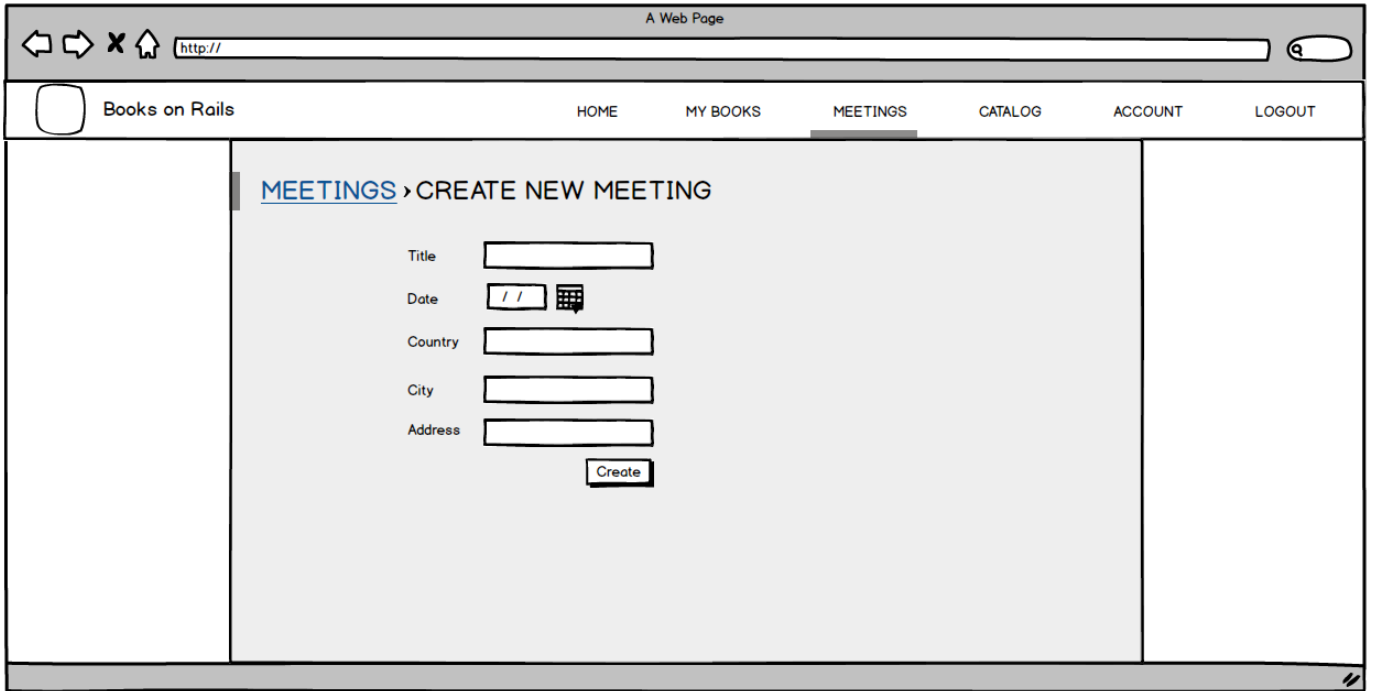 A Web Page
http://
Books on Rails
HOME MY BOOKS MEETINGS CATALOG ACCOUNT LOGOUT
MEETINGS › CREATE NEW MEETING
Title
Date / /
Country
City
Address
Create